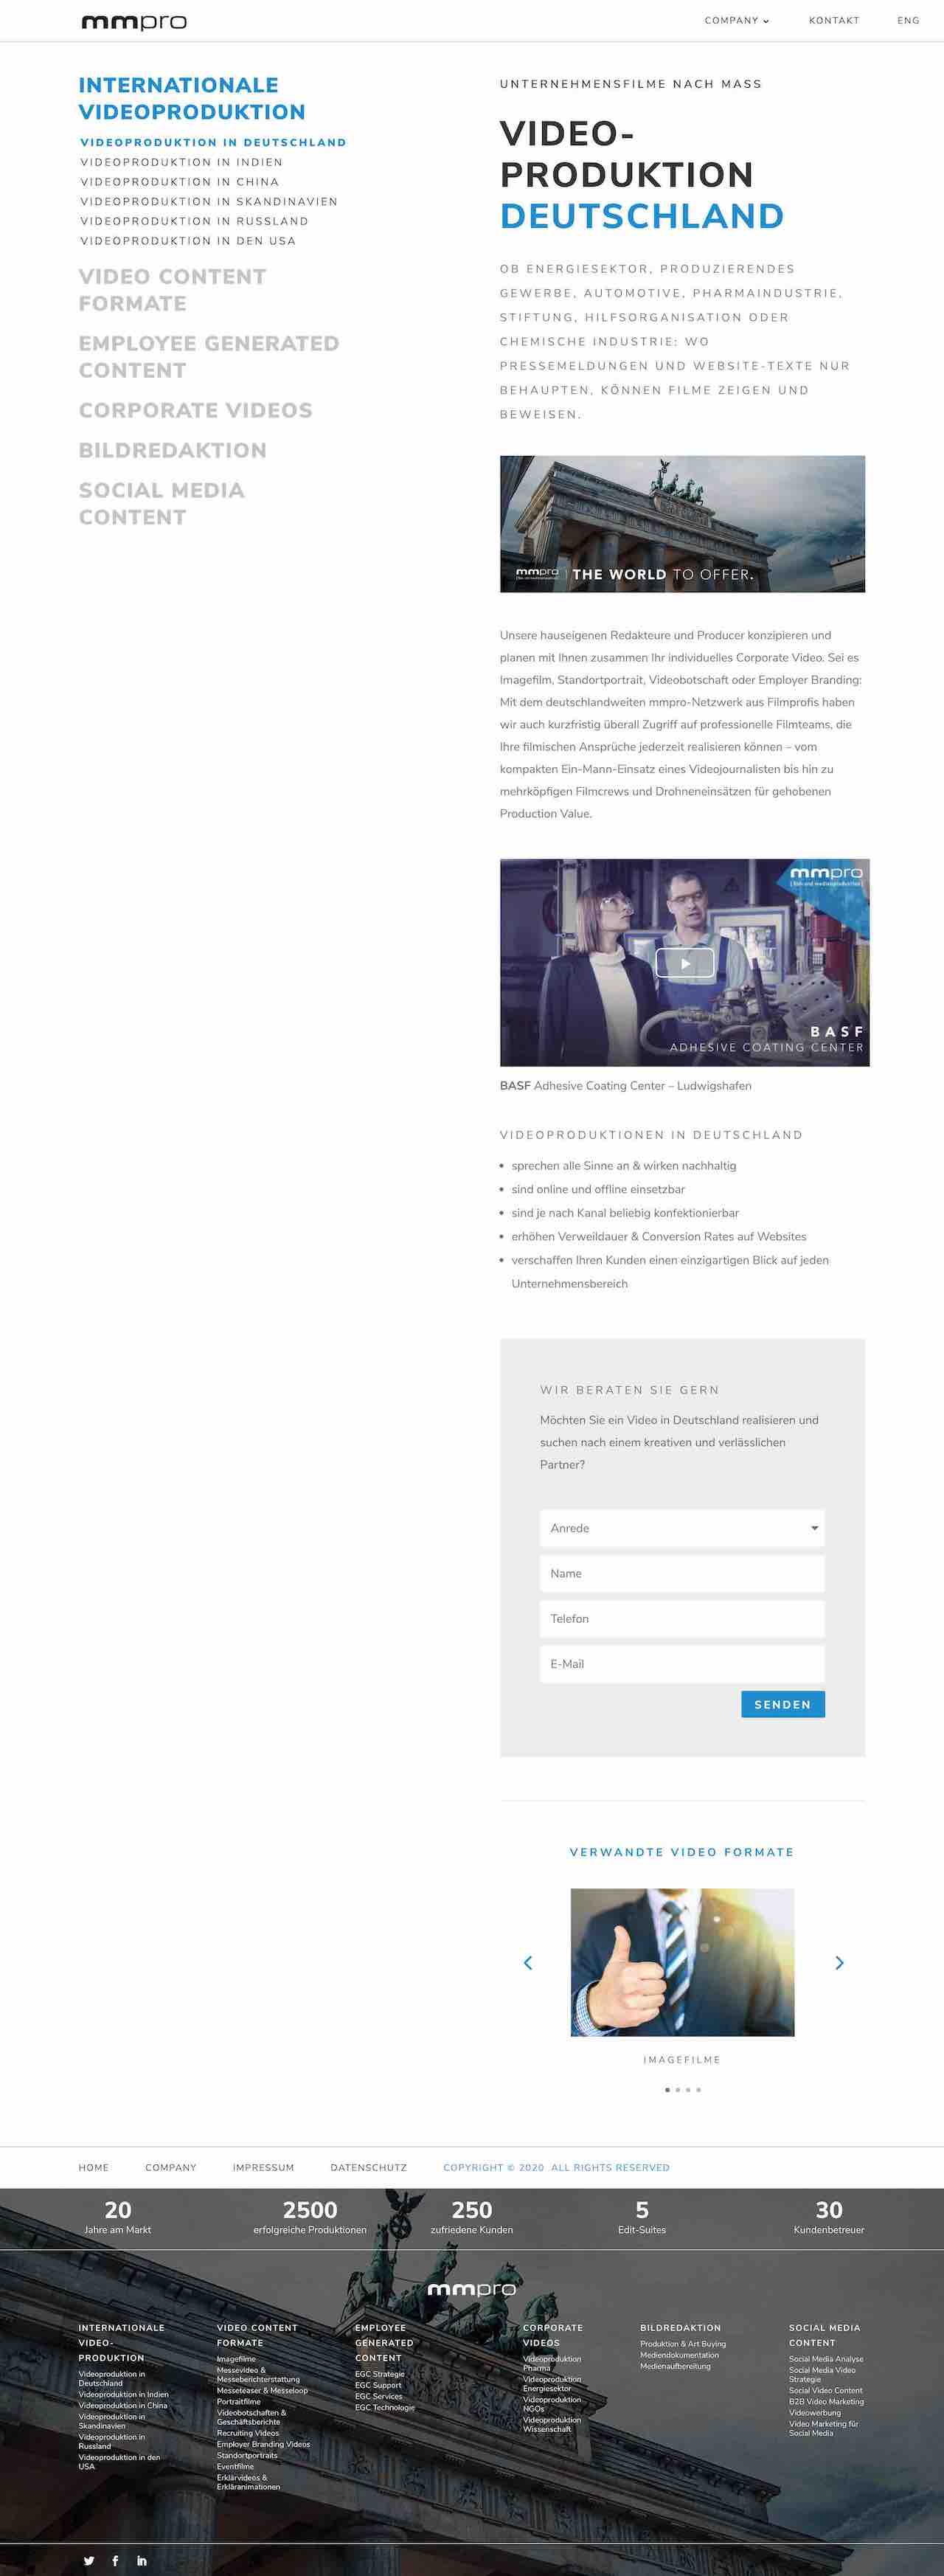 mmpro
COMPANY
KONTAKT
ENG
INTERNATIONALE
VIDEOPRODUKTION
VIDEOPRODUKTION IN DEUTSCHLAND
VIDEOPRODUKTION IN INDIEN
VIDEOPRODUKTION IN CHINA
VIDEOPRODUKTION IN SKANDINAVIEN
VIDEOPRODUKTION IN RUSSLAND
VIDEOPRODUKTION IN DEN USA
VIDEO CONTENT
FORMATE
EMPLOYEE GENERATED
CONTENT
CORPORATE VIDEOS
BILDREDAKTION
SOCIAL MEDIA
CONTENT
UNTERNEHMENSFILME NACH MASS
VIDEO-
PRODUKTION
DEUTSCHLAND
OB ENERGIESEKTOR, PRODUZIERENDES
GEWERBE, AUTOMOTIVE, PHARMAINDUSTRIE,
STIFTUNG, HILFSORGANISATION ODER
CHEMISCHE INDUSTRIE: WO
PRESSEMELDUNGEN UND WEBSITE-TEXTE NUR
BEHAUPTEN, KÖNNEN FILME ZEIGEN UND
BEWEISEN.
mmpro | THE WORLD TO OFFER.
Unsere hauseigenen Redakteure und Producer konzipieren und
planen mit Ihnen zusammen Ihr individuelles Corporate Video. Sei es
Imagefilm, Standortportrait, Videobotschaft oder Employer Branding:
Mit dem deutschlandweiten mmpro-Netzwerk aus Filmprofis haben
wir auch kurzfristig überall Zugriff auf professionelle Filmteams, die
Ihre filmischen Ansprüche jederzeit realisieren können – vom
kompakten Ein-Mann-Einsatz eines Videojournalisten bis hin zu
mehrköpfigen Filmcrews und Drohneneinsätzen für gehobenen
Production Value.
mmpro
[film und medienproduktion]
BASF
ADHESIVE COATING CENTER
BASF Adhesive Coating Center – Ludwigshafen
VIDEOPRODUKTIONEN IN DEUTSCHLAND
• sprechen alle Sinne an & wirken nachhaltig
• sind online und offline einsetzbar
• sind je nach Kanal beliebig konfektionierbar
• erhöhen Verweildauer & Conversion Rates auf Websites
• verschaffen Ihren Kunden einen einzigartigen Blick auf jeden
Unternehmensbereich
WIR BERATEN SIE GERN
Möchten Sie ein Video in Deutschland realisieren und
suchen nach einem kreativen und verlässlichen
Partner?
Anrede
Name
Telefon
E-Mail
SENDEN
VERWANDTE VIDEO FORMATE
IMAGEFILME
HOME
COMPANY
IMPRESSUM
DATENSCHUTZ
COPYRIGHT © 2020 ALL RIGHTS RESERVED
20
Jahre am Markt
2500
erfolgreiche Produktionen
250
zufriedene Kunden
5
Edit-Suites
30
Kundenbetreuer
mmpro
INTERNATIONALE
VIDEO-
PRODUKTION
Videoproduktion in
Deutschland
Videoproduktion in Indien
Videoproduktion in China
Videoproduktion in
Skandinavien
Videoproduktion in
Russland
Videoproduktion in den
USA
VIDEO CONTENT
FORMATE
Imagefilme
Messevideo &
Messeberichterstattung
Messeteaser & Messeloop
Portraitfilme
Videobotschaften &
Geschäftsberichte
Recruiting Videos
Employer Branding Videos
Standortportraits
Eventfilme
Erklärvideos &
Erkläranimationen
EMPLOYEE
GENERATED
CONTENT
EGC Strategie
EGC Support
EGC Services
EGC Technologie
CORPORATE
VIDEOS
Videoproduktion
Pharma
Videoproduktion
Energiesektor
Videoproduktion
NGOs
Videoproduktion
Wissenschaft
BILDREDAKTION
Produktion & Art Buying
Mediendokumentation
Medienaufbereitung
SOCIAL MEDIA
CONTENT
Social Media Analyse
Social Media Video
Strategie
Social Video Content
B2B Video Marketing
Videowerbung
Video Marketing für
Social Media